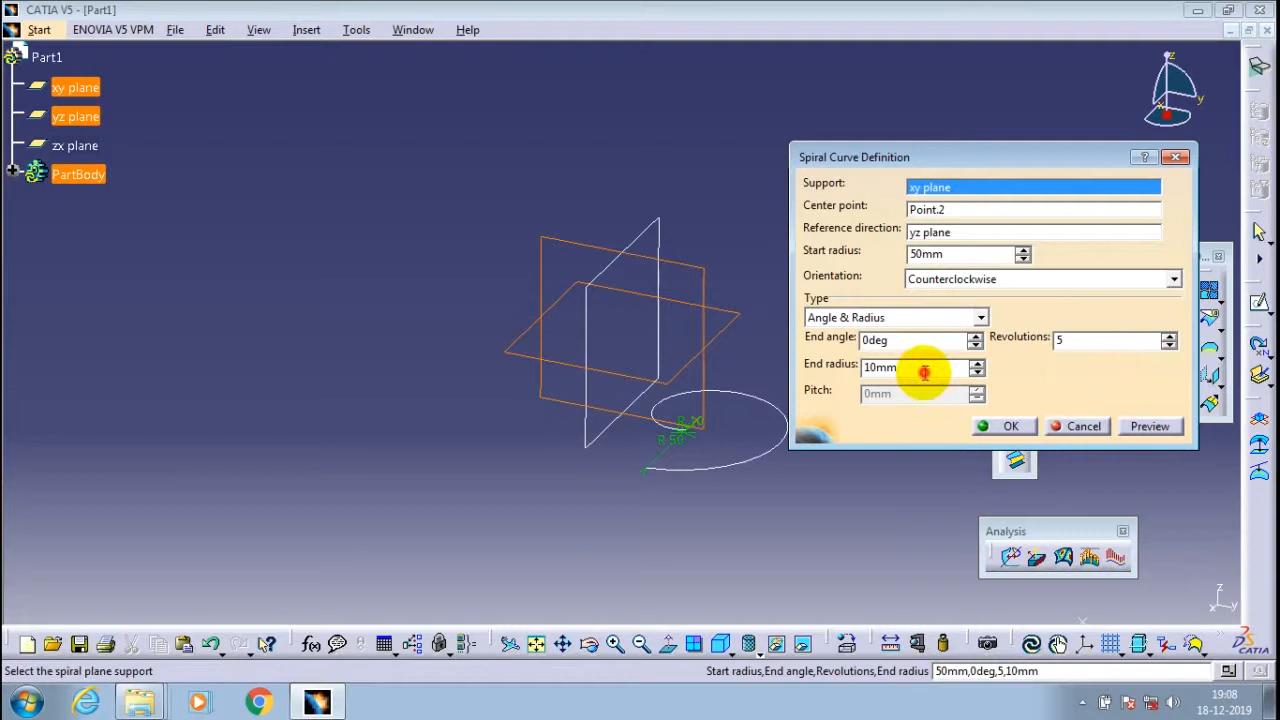 CATIA V5 - [Part1]
Start ENOVIA V5 VPM File Edit View Insert Tools Window Help
Part1
xy plane
yz plane
zx plane
PartBody
z
y
x
Spiral Curve Definition
Support: xy plane
Center point: Point.2
Reference direction: yz plane
Start radius: 50mm
Orientation: Counterclockwise
Type
Angle & Radius
End angle: 0deg Revolutions: 5
End radius: 10mm
Pitch: 0mm
OK Cancel Preview
R 10
R 50
Analysis
z
x y
f(x)
Select the spiral plane support Start radius,End angle,Revolutions,End radius 50mm,0deg,5,10mm
19:08
18-12-2019